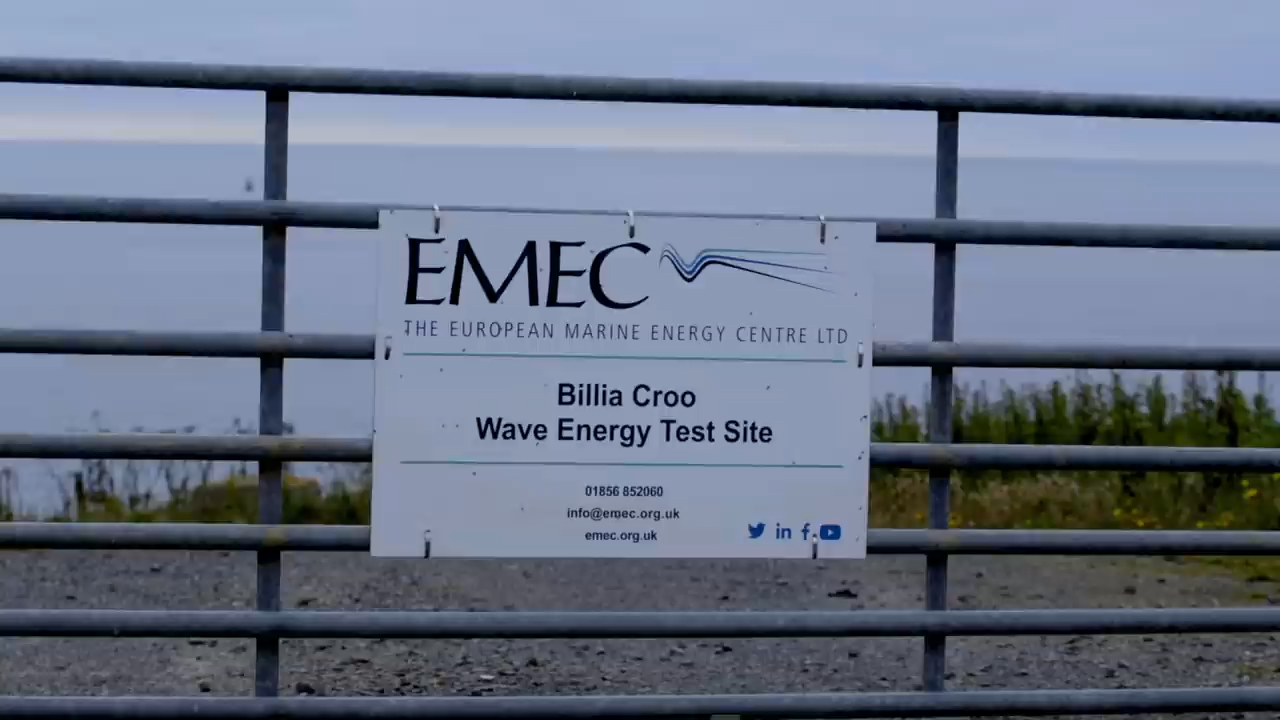 EMEC
THE EUROPEAN MARINE ENERGY CENTRE LTD
Billia Croo
Wave Energy Test Site
01856 852060
info@emec.org.uk
emec.org.uk